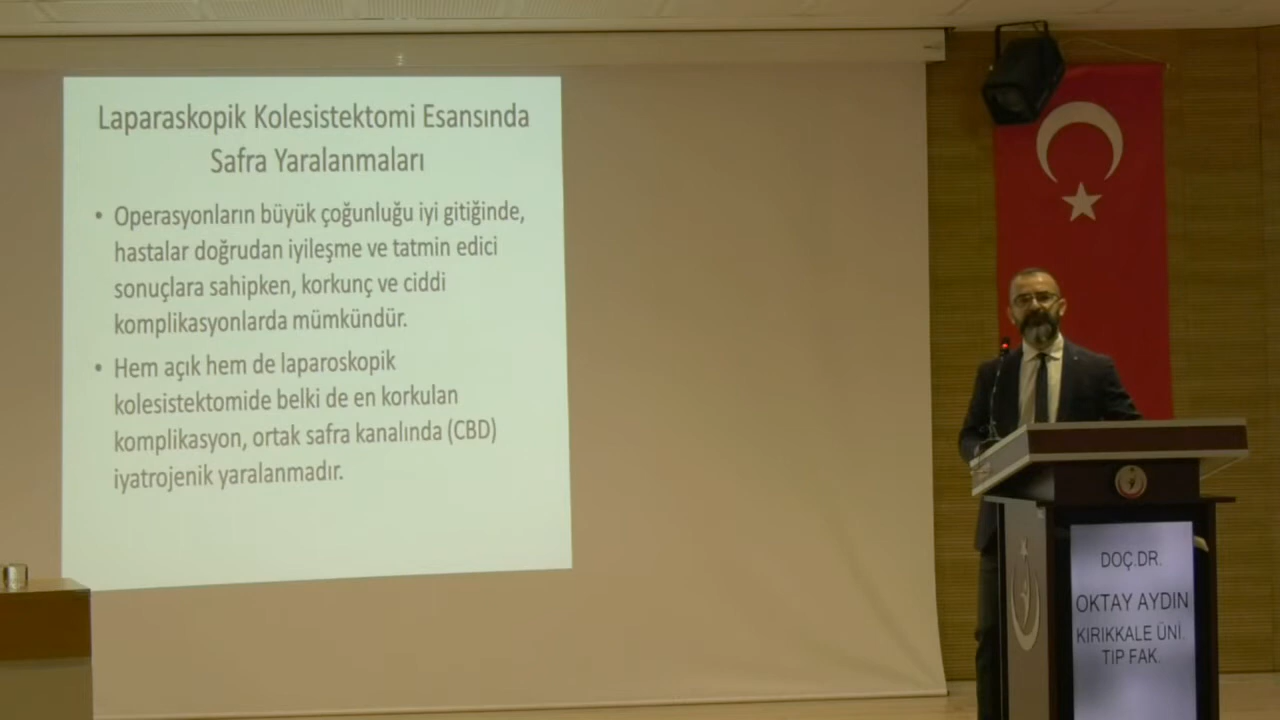 Laparaskopik Kolesistektomi Esansında
Safra Yaralanmaları
• Operasyonların büyük çoğunluğu iyi gitiğinde,
hastalar doğrudan iyileşme ve tatmin edici
sonuçlara sahipken, korkunç ve ciddi
komplikasyonlarda mümkündür.
• Hem açık hem de laparoskopik
kolesistektomide belki de en korkulan
komplikasyon, ortak safra kanalında (CBD)
iyatrojenik yaralanmadır.
DOÇ.DR.
OKTAY AYDIN
KIRIKKALE ÜNİ.
TIP FAK.